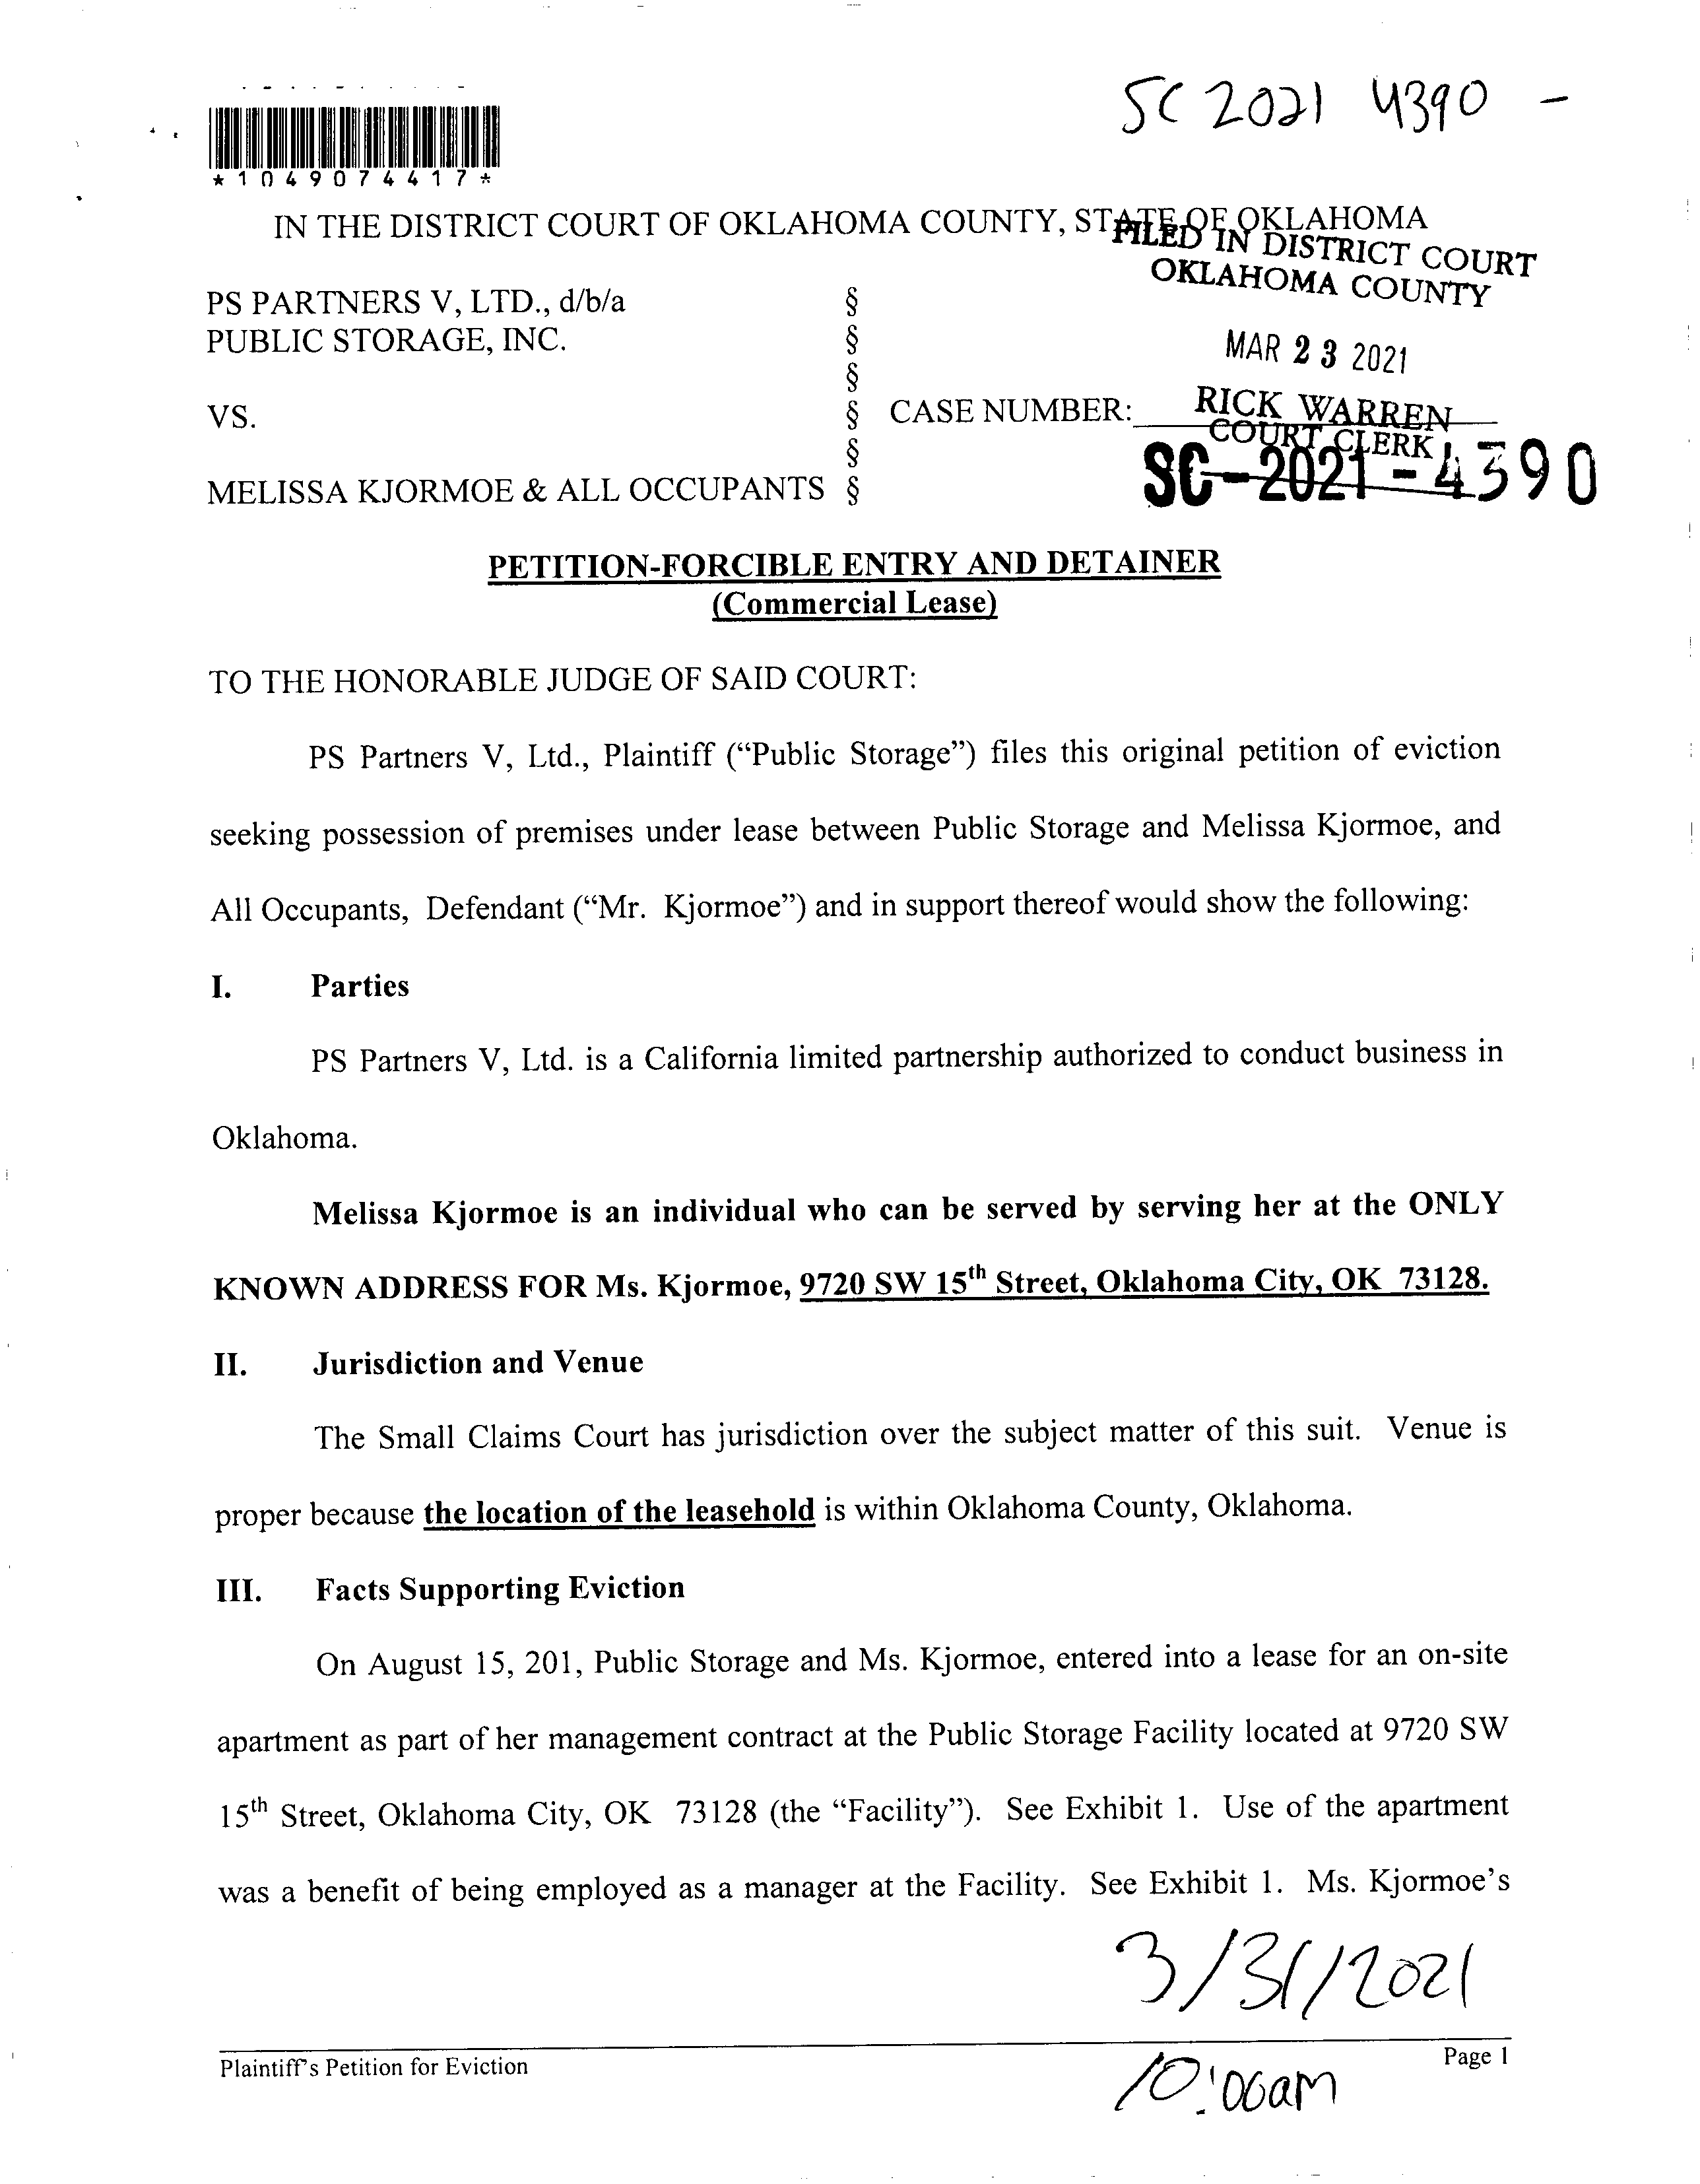 SC 2021 4390 -
*1049074417*
IN THE DISTRICT COURT OF OKLAHOMA COUNTY, STATE OF OKLAHOMA
FILED IN DISTRICT COURT
OKLAHOMA COUNTY
PS PARTNERS V, LTD., d/b/a §
PUBLIC STORAGE, INC. §
MAR 23 2021
§
VS. § CASE NUMBER:
RICK WARREN
COURT CLERK
§
SC-2021-4390
MELISSA KJORMOE & ALL OCCUPANTS §
PETITION-FORCIBLE ENTRY AND DETAINER
(Commercial Lease)
TO THE HONORABLE JUDGE OF SAID COURT:
PS Partners V, Ltd., Plaintiff (“Public Storage”) files this original petition of eviction
seeking possession of premises under lease between Public Storage and Melissa Kjormoe, and
All Occupants, Defendant (“Mr. Kjormoe”) and in support thereof would show the following:
I. Parties
PS Partners V, Ltd. is a California limited partnership authorized to conduct business in
Oklahoma.
Melissa Kjormoe is an individual who can be served by serving her at the ONLY
KNOWN ADDRESS FOR Ms. Kjormoe, 9720 SW 15th Street, Oklahoma City, OK 73128.
II. Jurisdiction and Venue
The Small Claims Court has jurisdiction over the subject matter of this suit. Venue is
proper because the location of the leasehold is within Oklahoma County, Oklahoma.
III. Facts Supporting Eviction
On August 15, 201, Public Storage and Ms. Kjormoe, entered into a lease for an on-site
apartment as part of her management contract at the Public Storage Facility located at 9720 SW
15th Street, Oklahoma City, OK 73128 (the “Facility”). See Exhibit 1. Use of the apartment
was a benefit of being employed as a manager at the Facility. See Exhibit 1. Ms. Kjormoe’s
3/31/2021
Plaintiff’s Petition for Eviction Page 1
10:00am